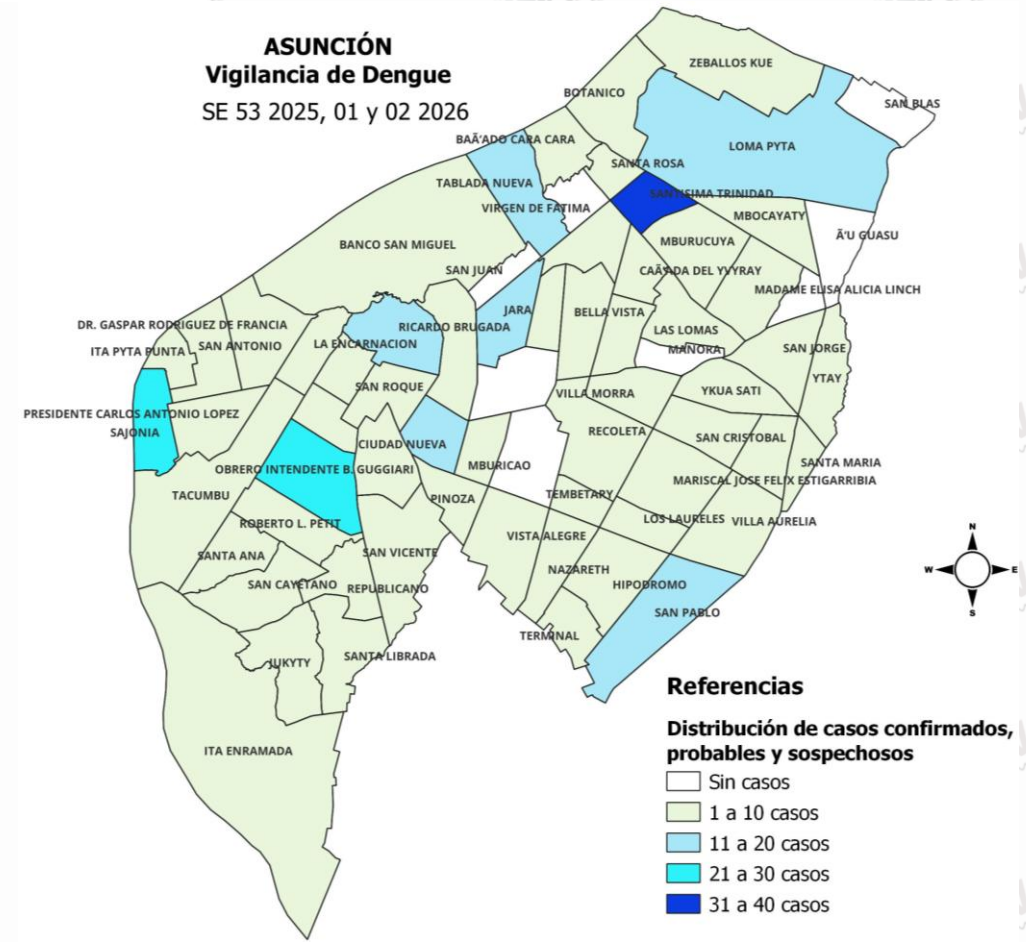 ASUNCIÓN
Vigilancia de Dengue
SE 53 2025, 01 y 02 2026
ZEBALLOS KUE
BOTANICO
SAN BLAS
BAÃ'ADO CARA CARA
LOMA PYTA
SANTA ROSA
TABLADA NUEVA
SANTISIMA TRINIDAD
VIRGEN DE FATIMA
MBOCAYATY
Ã'U GUASU
BANCO SAN MIGUEL
MBURUCUYA
SAN JUAN
CAÃ'ADA DEL YVYRAY
MADAME ELISA ALICIA LINCH
JARA
BELLA VISTA
DR. GASPAR RODRIGUEZ DE FRANCIA
RICARDO BRUGADA
LAS LOMAS
ITA PYTA PUNTA
SAN ANTONIO
LA ENCARNACION
MANORA
SAN JORGE
YTAY
SAN ROQUE
VILLA MORRA
YKUA SATI
PRESIDENTE CARLOS ANTONIO LOPEZ
SAJONIA
RECOLETA
SAN CRISTOBAL
CIUDAD NUEVA
OBRERO INTENDENTE B. GUGGIARI
MBURICAO
SANTA MARIA
MARISCAL JOSE FELIX ESTIGARRIBIA
TACUMBU
PINOZA
TEMBETARY
ROBERTO L. PETIT
LOS LAURELES
VILLA AURELIA
VISTA ALEGRE
SANTA ANA
SAN VICENTE
NAZARETH
SAN CAYETANO
REPUBLICANO
HIPODROMO
SAN PABLO
TERMINAL
JUKYTY
SANTA LIBRADA
ITA ENRAMADA
N
W
E
S
Referencias
Distribución de casos confirmados,
probables y sospechosos
Sin casos
1 a 10 casos
11 a 20 casos
21 a 30 casos
31 a 40 casos